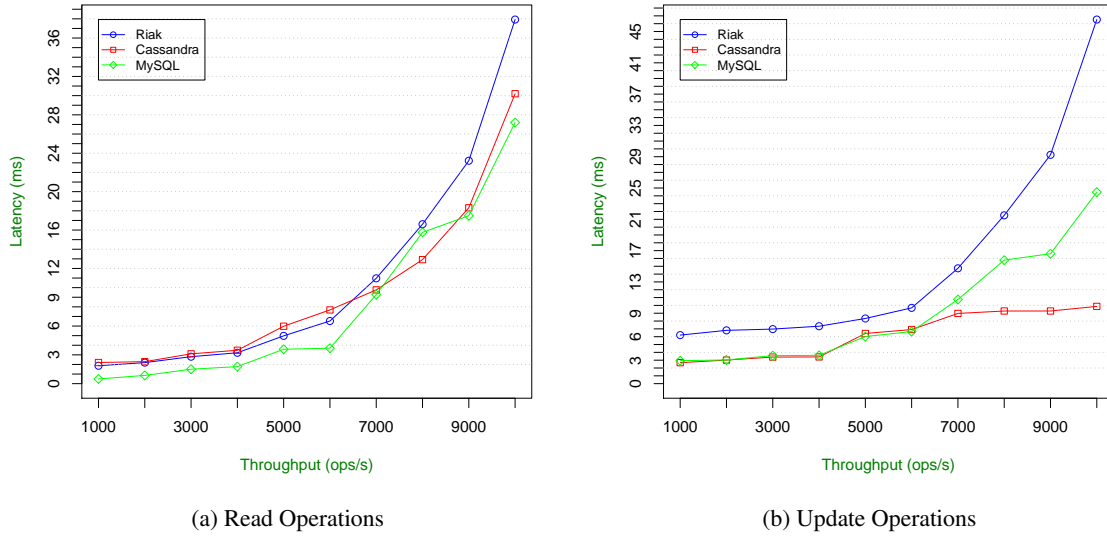 Riak
Cassandra
MySQL
Latency (ms)
0 3 6 9 12 16 20 24 28 32 36
1000 3000 5000 7000 9000
Throughput (ops/s)
(a) Read Operations
Riak
Cassandra
MySQL
Latency (ms)
0 3 6 9 13 17 21 25 29 33 37 41 45
1000 3000 5000 7000 9000
Throughput (ops/s)
(b) Update Operations